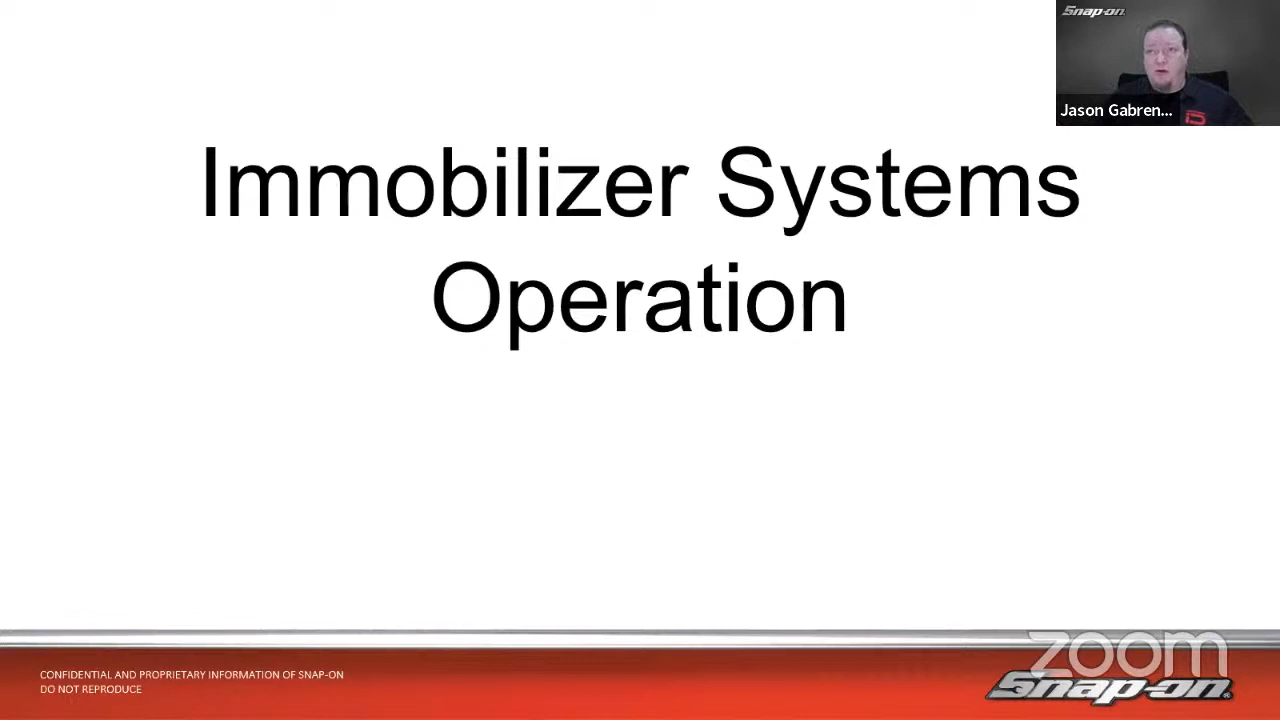 Snap-on
Jason Gabren...
Immobilizer Systems
Operation
CONFIDENTIAL AND PROPRIETARY INFORMATION OF SNAP-ON
DO NOT REPRODUCE
zoom
Snap-on